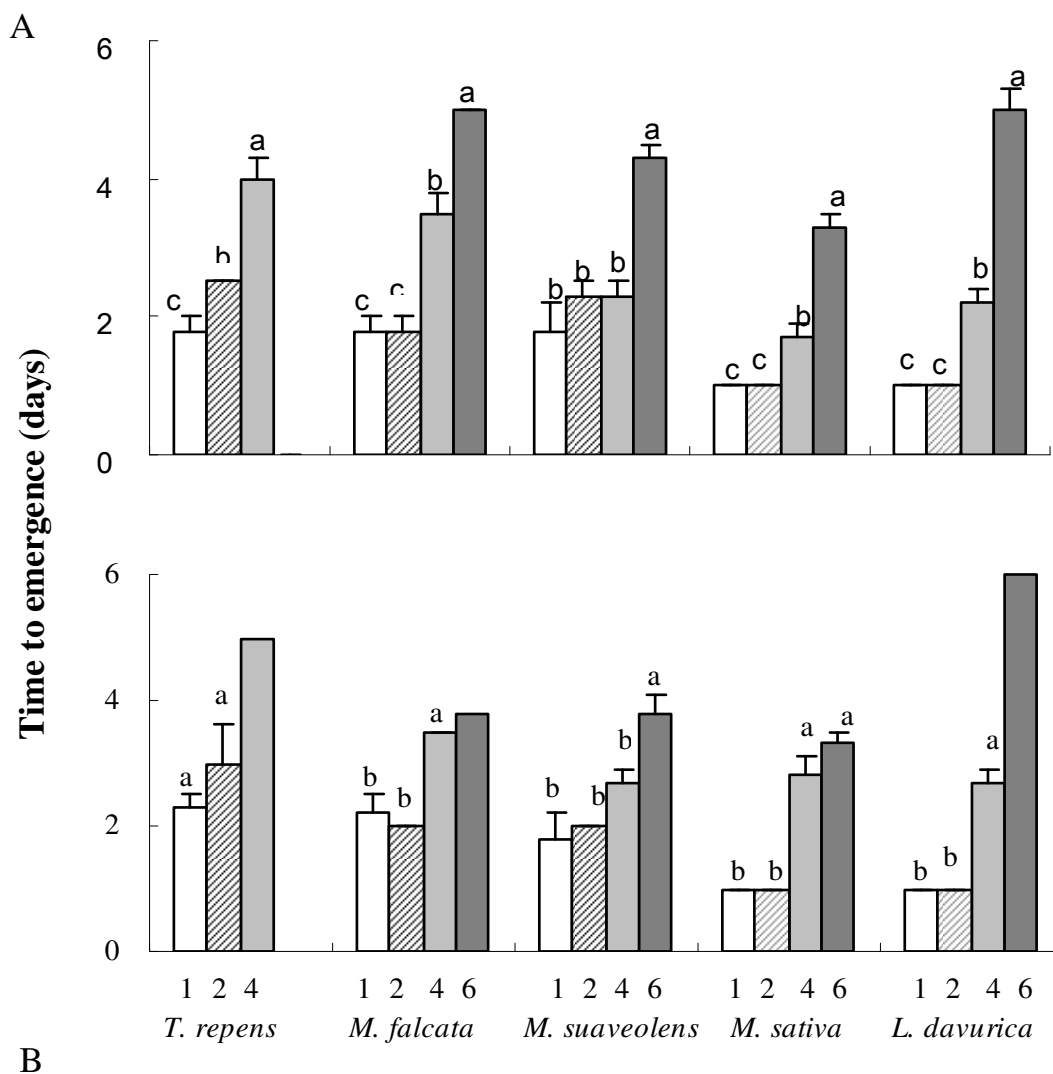 A
Time to emergence (days)
6
4
2
0
c b a
c c b a
b b b a
c c b a
c c b a
6
4
2
0
a a
b b a
b b b a
b b a a
b b a
1 2 4 1 2 4 6 1 2 4 6 1 2 4 6 1 2 4 6
T. repens M. falcata M. suaveolens M. sativa L. davurica
B